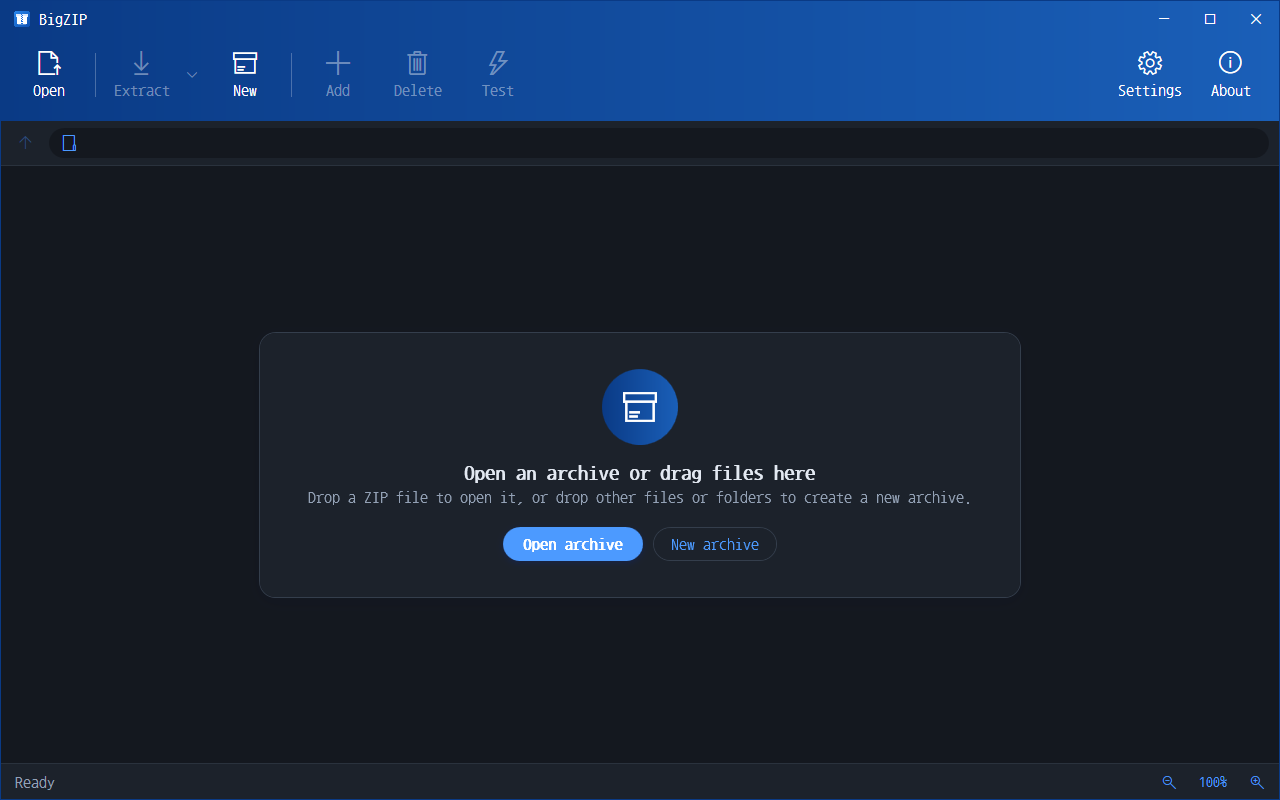 BigZIP
Open
Extract
New
Add
Delete
Test
Settings
About
Open an archive or drag files here
Drop a ZIP file to open it, or drop other files or folders to create a new archive.
Open archive
New archive
Ready
100%